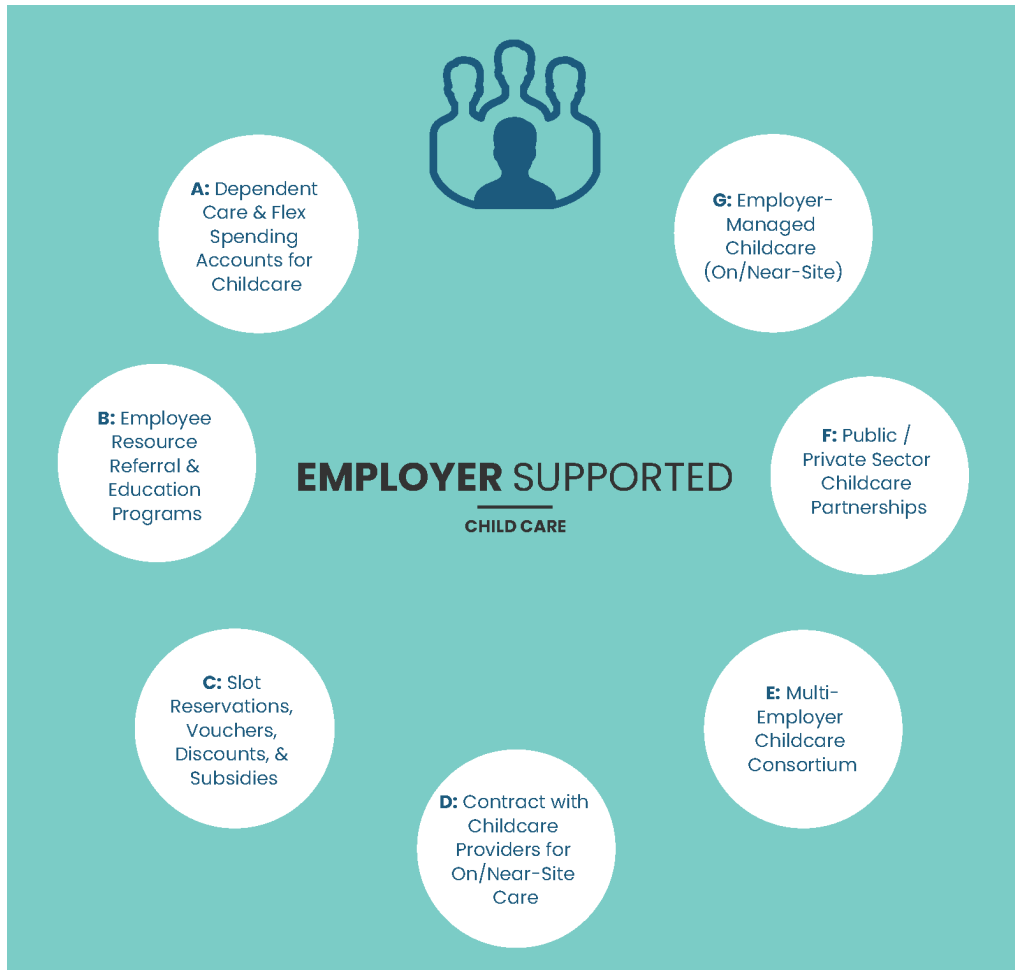 A: Dependent
Care & Flex
Spending
Accounts for
Childcare
G: Employer-
Managed
Childcare
(On/Near-Site)
B: Employee
Resource
Referral &
Education
Programs
EMPLOYER SUPPORTED
CHILD CARE
F: Public /
Private Sector
Childcare
Partnerships
C: Slot
Reservations,
Vouchers,
Discounts, &
Subsidies
E: Multi-
Employer
Childcare
Consortium
D: Contract with
Childcare
Providers for
On/Near-Site
Care